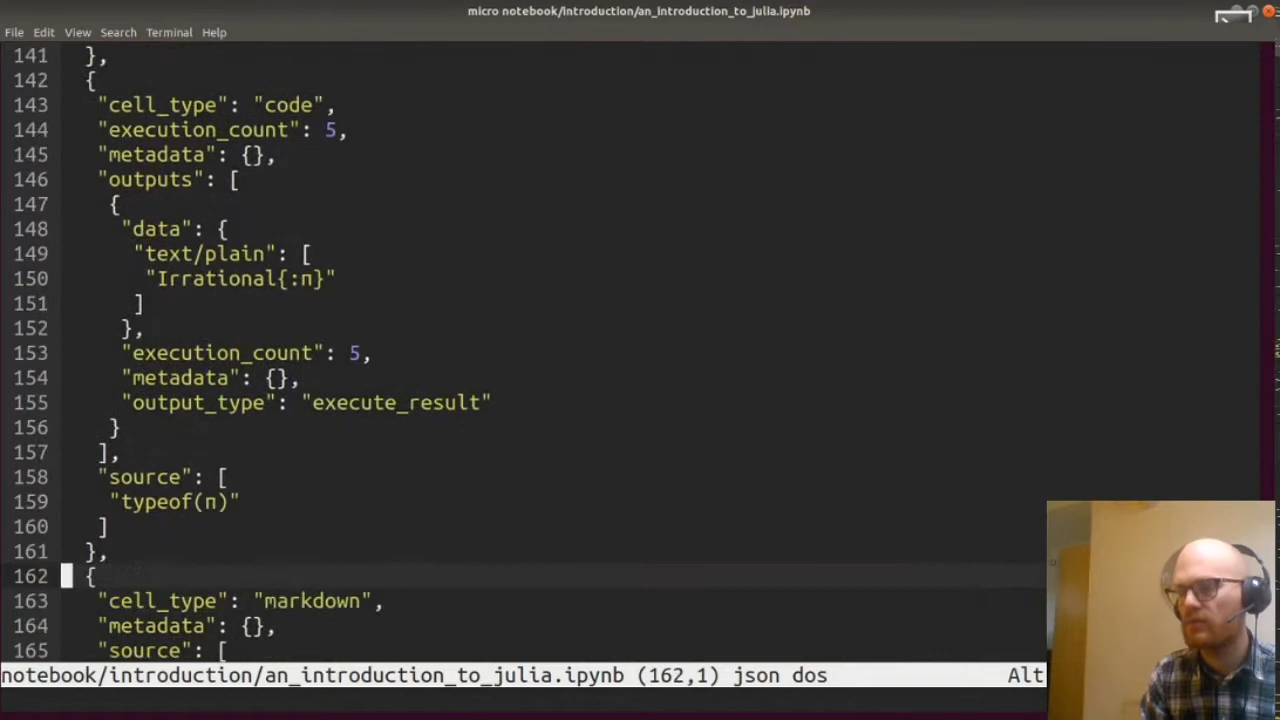 micro notebook/introduction/an_introduction_to_julia.ipynb
File Edit View Search Terminal Help
141 },
142 {
143 "cell_type": "code",
144 "execution_count": 5,
145 "metadata": {},
146 "outputs": [
147 {
148 "data": {
149 "text/plain": [
150 "Irrational{:π}"
151 ]
152 },
153 "execution_count": 5,
154 "metadata": {},
155 "output_type": "execute_result"
156 }
157 ],
158 "source": [
159 "typeof(π)"
160 ]
161 },
162 {
163 "cell_type": "markdown",
164 "metadata": {},
165 "source": [
notebook/introduction/an_introduction_to_julia.ipynb (162,1) json dos Alt